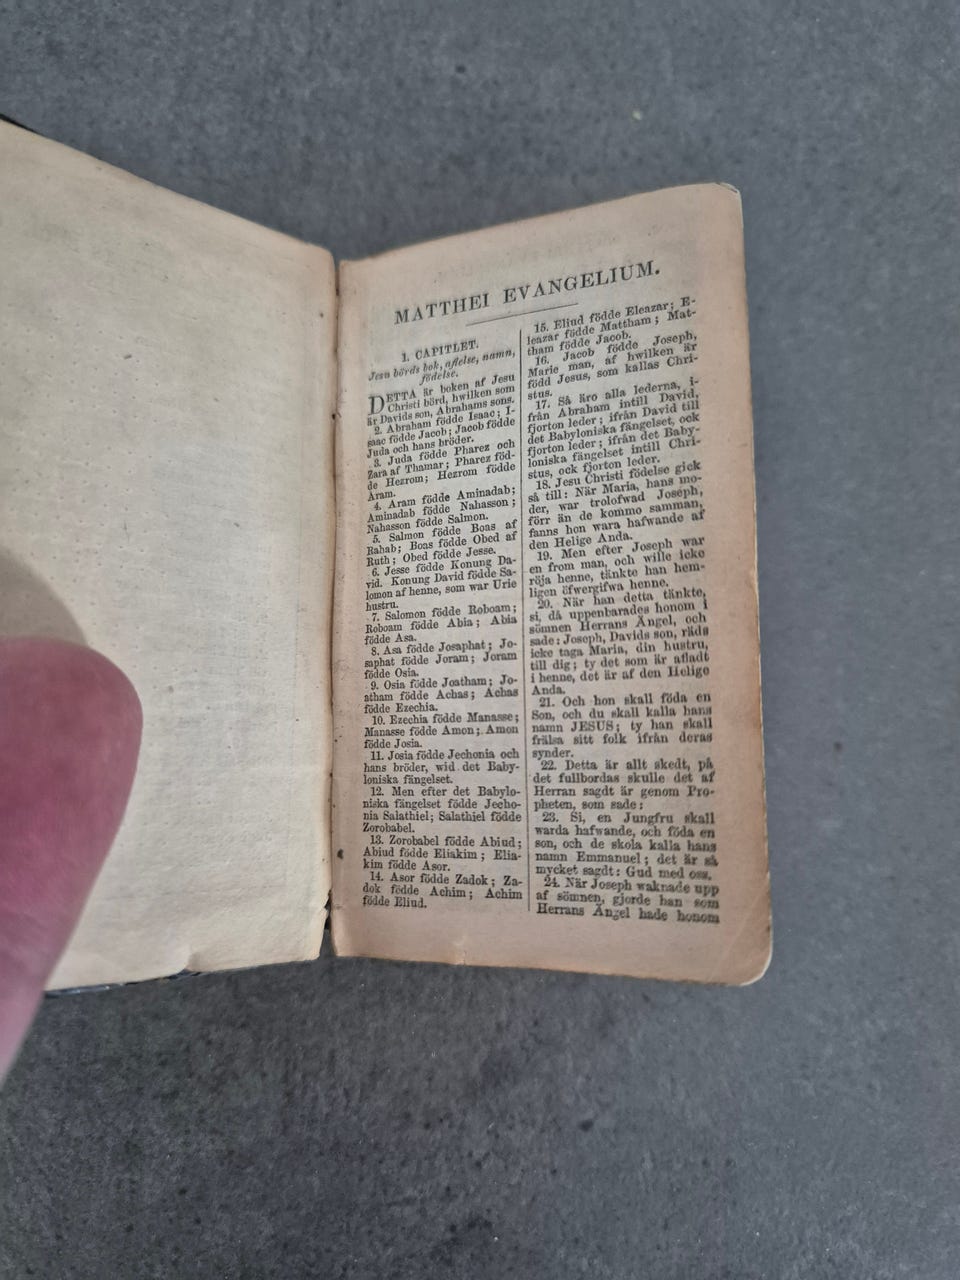 MATTHEI EVANGELIUM.
1. CAPITLET.
Jesu börds bok, aflelse, namn,
födelse.
DETTA är boken af Jesu
Christi börd, hwilken som
är Davids son, Abrahams sons.
2. Abraham födde Isaac; I-
saac födde Jacob; Jacob födde
Juda och hans bröder.
3. Juda födde Pharez och
Zara af Thamar; Pharez föd-
de Hezrom; Hezrom födde
Aram.
4. Aram födde Aminadab;
Aminadab födde Nahasson;
Nahasson födde Salmon.
5. Salmon födde Boas af
Rahab; Boas födde Obed af
Ruth; Obed födde Jesse.
6. Jesse födde Konung Da-
vid. Konung David födde Sa-
lomon af henne, som war Urie
hustru.
7. Salomon födde Roboam;
Roboam födde Abia; Abia
födde Asa.
8. Asa födde Josaphat; Jo-
saphat födde Joram; Joram
födde Osia.
9. Osia födde Joatham; Jo-
atham födde Achas; Achas
födde Ezechia.
10. Ezechia födde Manasse;
Manasse födde Amon; Amon
födde Josia.
11. Josia födde Jechonia och
hans bröder, wid det Baby-
loniska fängelset.
12. Men efter det Babylo-
niska fängelset födde Jecho-
nia Salathiel; Salathiel födde
Zorobabel.
13. Zorobabel födde Abiud;
Abiud födde Eliakim; Elia-
kim födde Asor.
14. Asor födde Zadok; Za-
dok födde Achim; Achim
födde Eliud.
15. Eliud födde Eleazar; E-
leazar födde Mattham; Mat-
tham födde Jacob.
16. Jacob födde Joseph,
Marie man, af hwilken är
född Jesus, som kallas Chri-
stus.
17. Så äro alla lederna, i-
från Abraham intill David,
fjorton leder; ifrån David till
det Babyloniska fängelset, ock
fjorton leder; ifrån det Baby-
loniska fängelset intill Chri-
stus, ock fjorton leder.
18. Jesu Christi födelse gick
så till: När Maria, hans mo-
der, war trolofwad Joseph,
förr än de kommo samman,
fanns hon wara hafwande af
den Helige Anda.
19. Men efter Joseph war
en from man, och wille icke
röja henne, tänkte han hem-
ligen öfwergifwa henne.
20. När han detta tänkte,
si, då uppenbarades honom i
sömnen Herrans Ängel, och
sade: Joseph, Davids son, räds
icke taga Maria, din hustru,
till dig; ty det som är afladt
i henne, det är af den Helige
Anda.
21. Och hon skall föda en
Son, och du skall kalla hans
namn JESUS; ty han skall
frälsa sitt folk ifrån deras
synder.
22. Detta är allt skedt, på
det fullbordas skulle det af
Herran sagdt är genom Pro-
pheten, som sade:
23. Si, en Jungfru skall
warda hafwande, och föda en
son, och de skola kalla hans
namn Emmanuel; det är så
mycket sagdt: Gud med oss.
24. När Joseph waknade upp
af sömnen, gjorde han som
Herrans Ängel hade honom